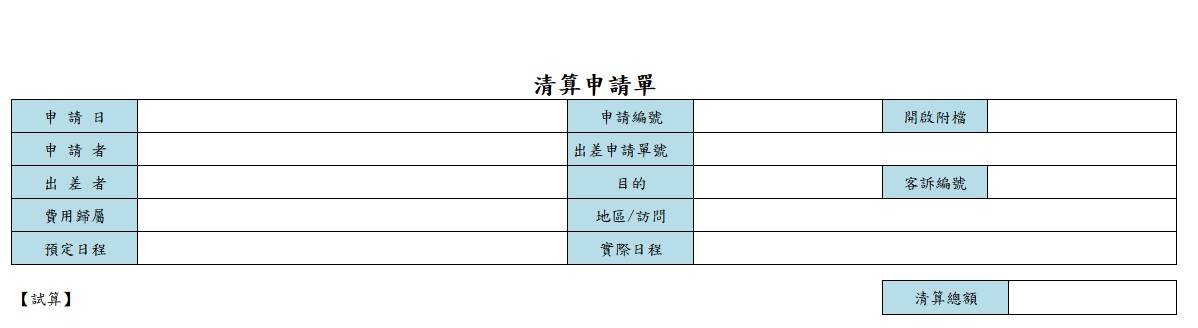 清算申請單
申 請 日 申請編號 開啟附檔
申 請 者 出差申請單號
出 差 者 目的 客訴編號
費用歸屬 地區/訪問
預定日程 實際日程
【試算】 清算總額